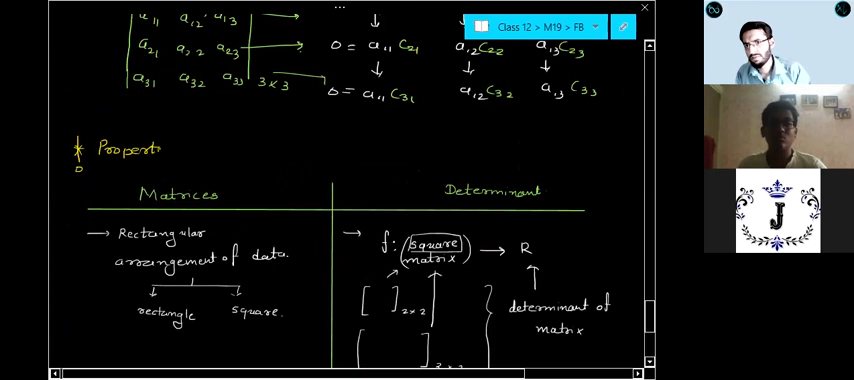 a₁₁ a₁₂ a₁₃
Class 12 > M19 > FB
a₂₁ a₂₂ a₂₃ 0 = a₁₁ C₂₁ a₁₂ C₂₂ a₁₃ C₂₃
a₃₁ a₃₂ a₃₃ 3 × 3 0 = a₁₁ C₃₁ a₁₂ C₃₂ a₁₃ C₃₃
Propert
Matrices
→ Rectangular
arrangement of data.
rectangle square.
Determinant
→ f: (square
matrix) → R
[ ] 2×2
determinant of
matrix
J